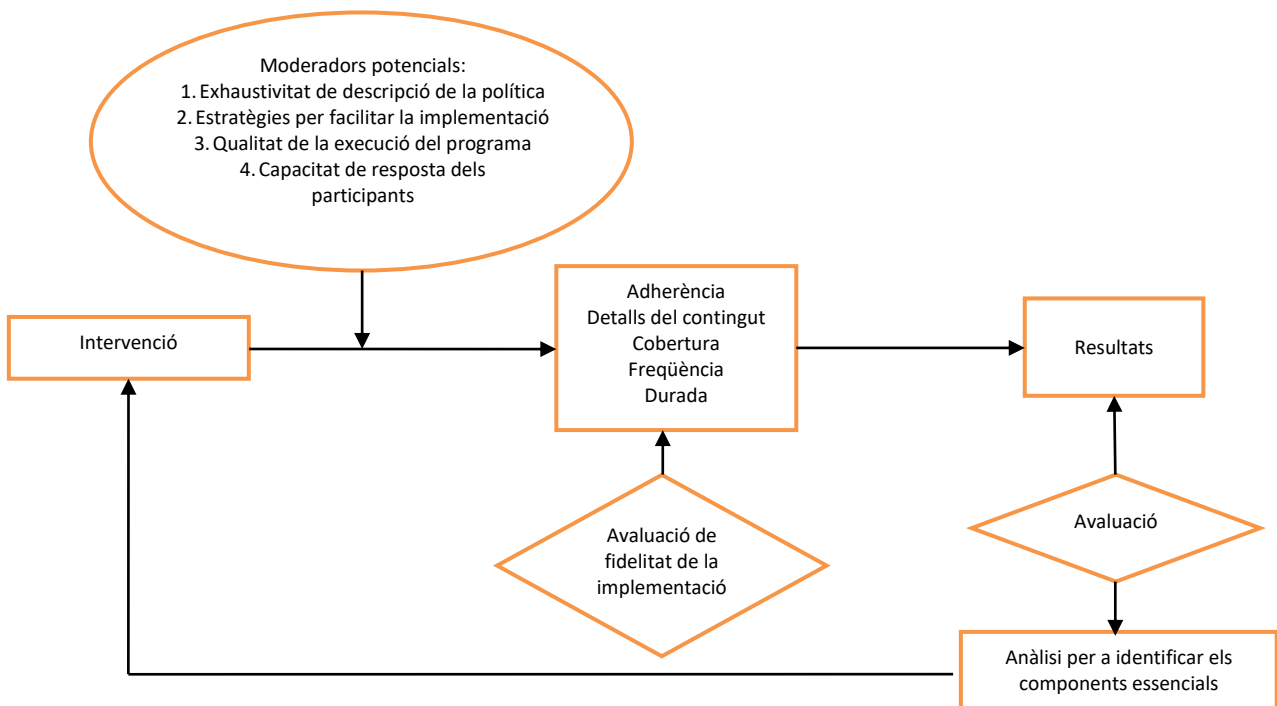 Moderadors potencials:
1. Exhaustivitat de descripció de la política
2. Estratègies per facilitar la implementació
3. Qualitat de la execució del programa
4. Capacitat de resposta dels
participants
Intervenció
Adherència
Detalls del contingut
Cobertura
Freqüència
Durada
Resultats
Avaluació de
fidelitat de la
implementació
Avaluació
Anàlisi per a identificar els
components essencials